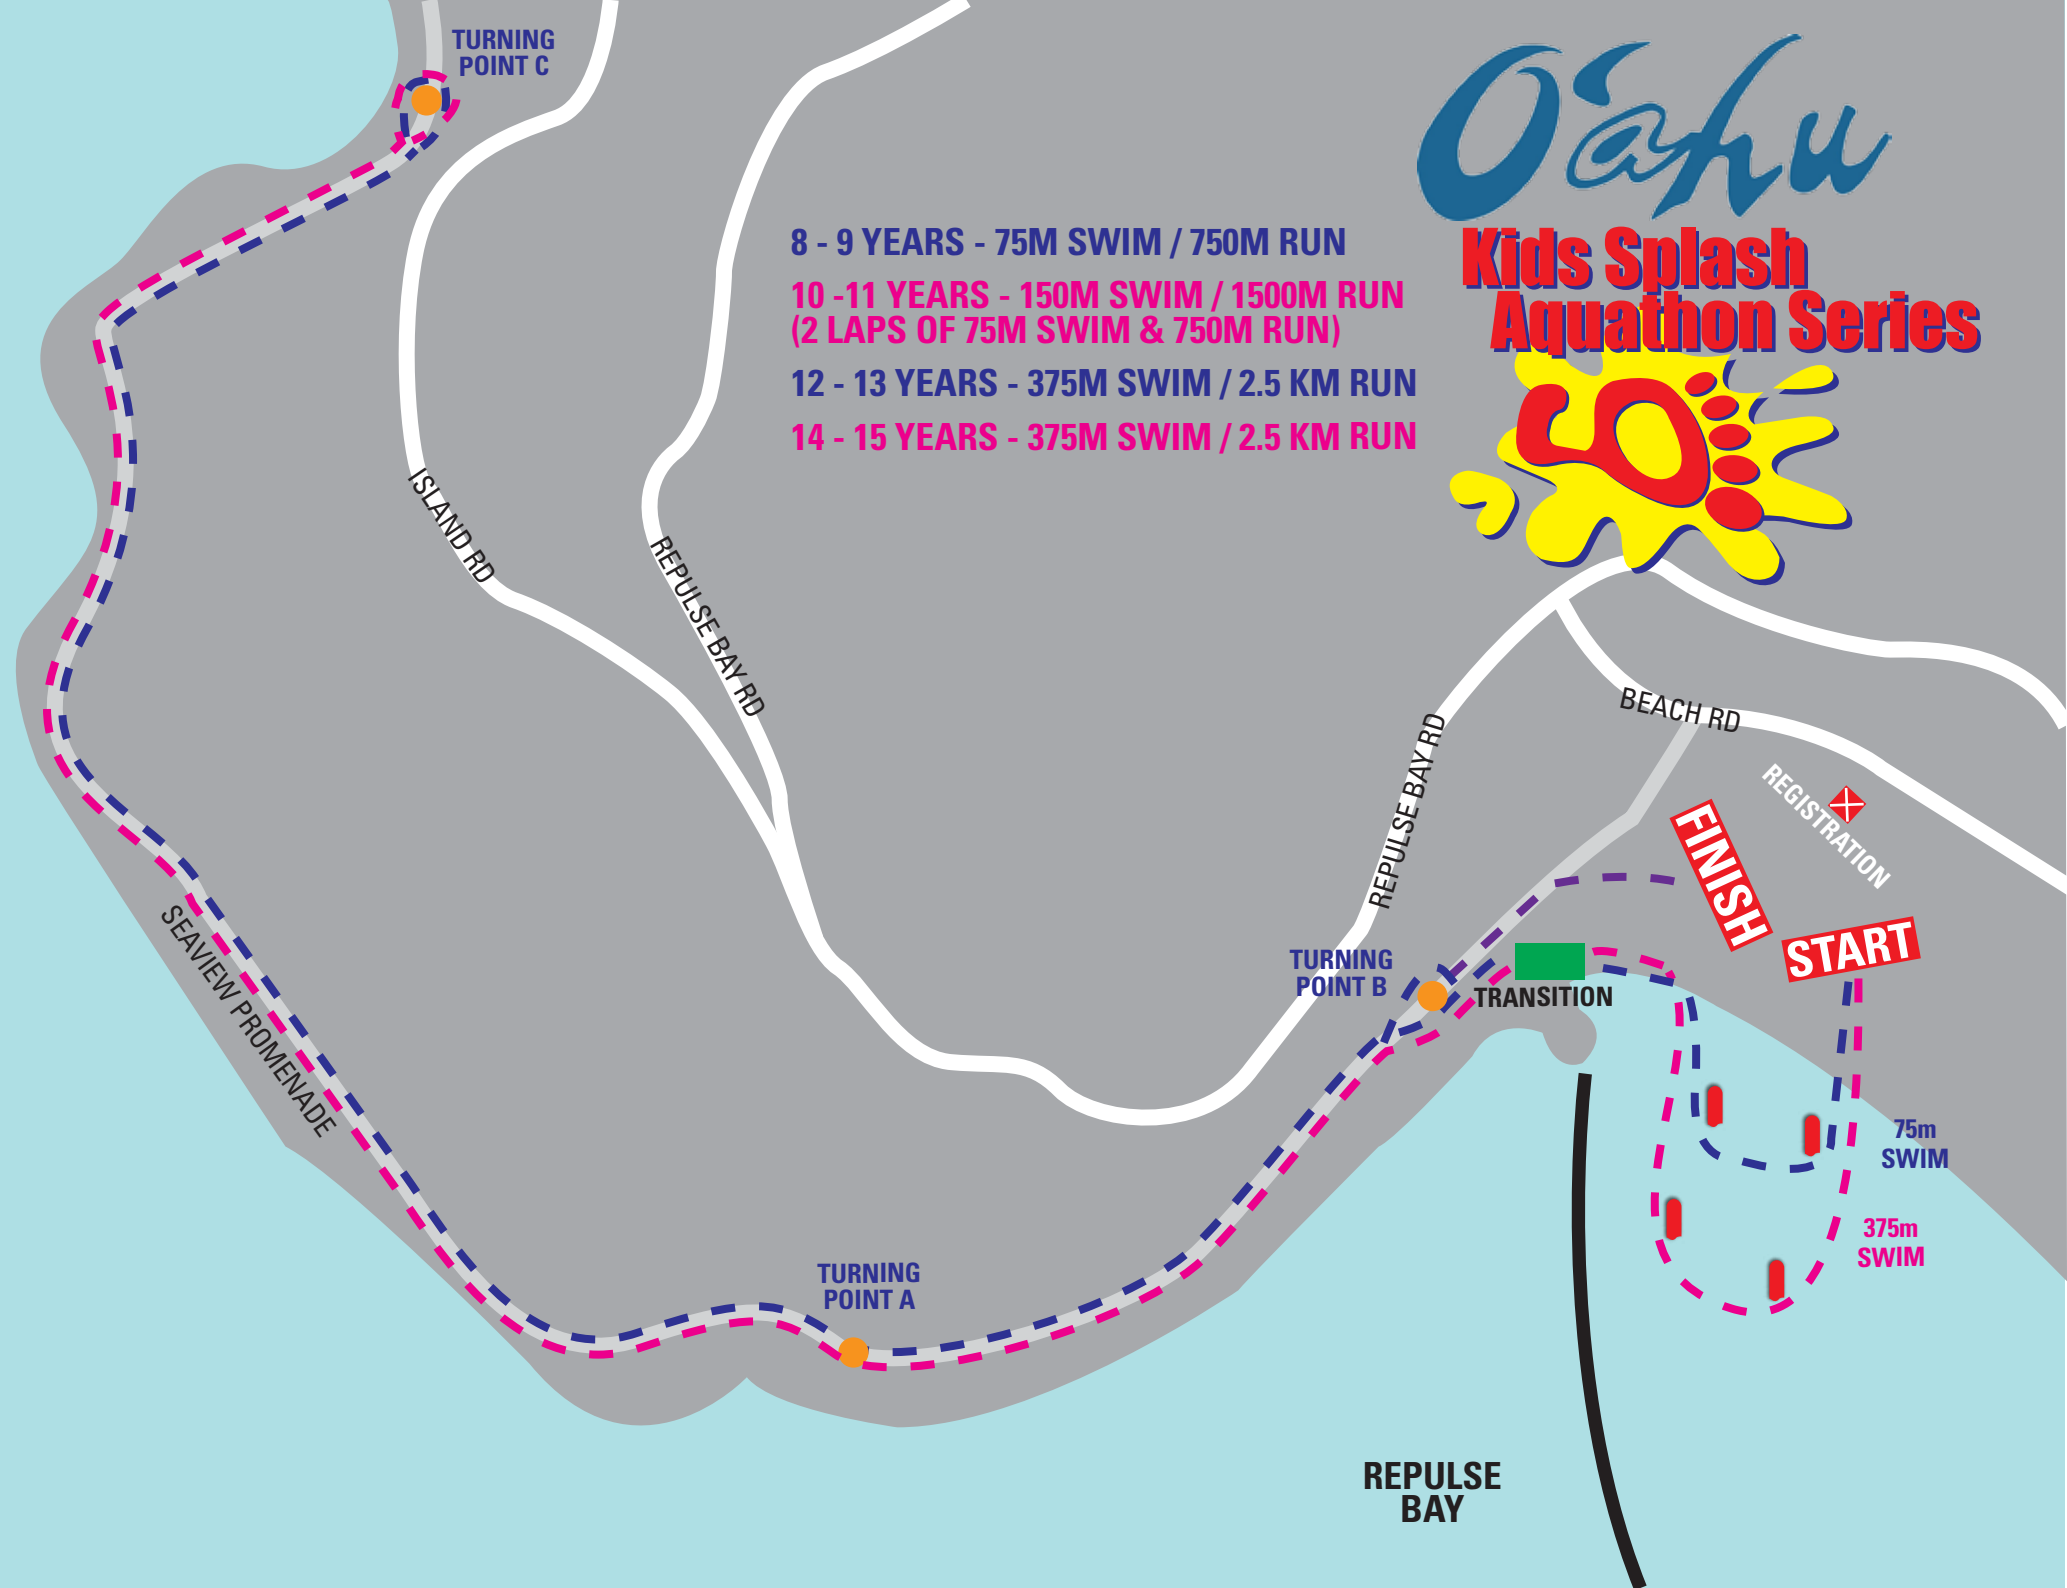 TURNING
POINT C
O'ahu
Kids Splash
Aquathon Series
8 - 9 YEARS - 75M SWIM / 750M RUN
10 -11 YEARS - 150M SWIM / 1500M RUN
(2 LAPS OF 75M SWIM & 750M RUN)
12 - 13 YEARS - 375M SWIM / 2.5 KM RUN
14 - 15 YEARS - 375M SWIM / 2.5 KM RUN
ISLAND RD
REPULSE BAY RD
BEACH RD
REPULSE BAY RD
REGISTRATION
FINISH
START
SEAVIEW PROMENADE
TURNING
POINT B
TRANSITION
75m
SWIM
375m
SWIM
TURNING
POINT A
REPULSE
BAY